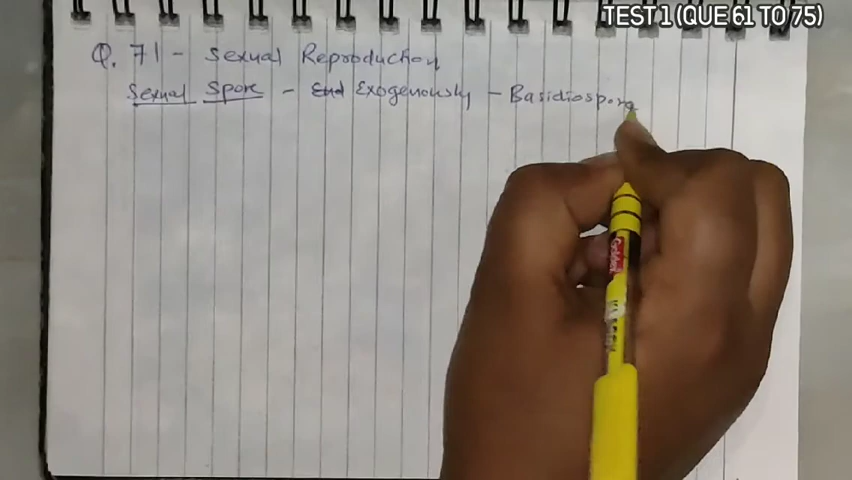 TEST 1 (QUE 61 TO 75)
Q. 71 - Sexual Reproduction
Sexual Spore - End Exogenously - Basidiospore